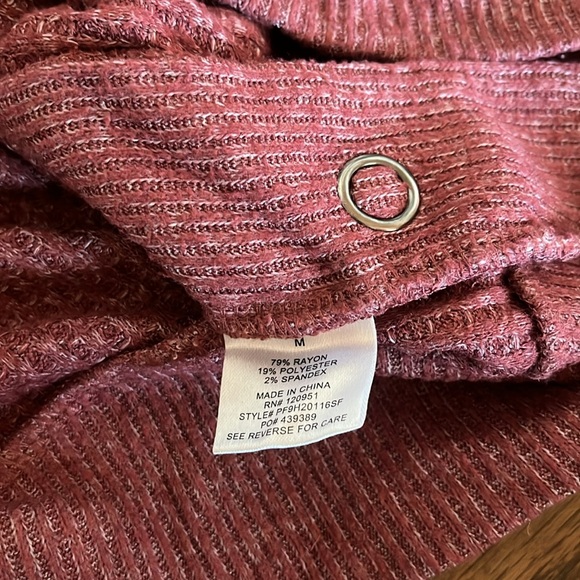 M
79% RAYON
19% POLYESTER
2% SPANDEX
MADE IN CHINA
RN# 120951
STYLE# PF9H20116SF
PO# 439389
SEE REVERSE FOR CARE